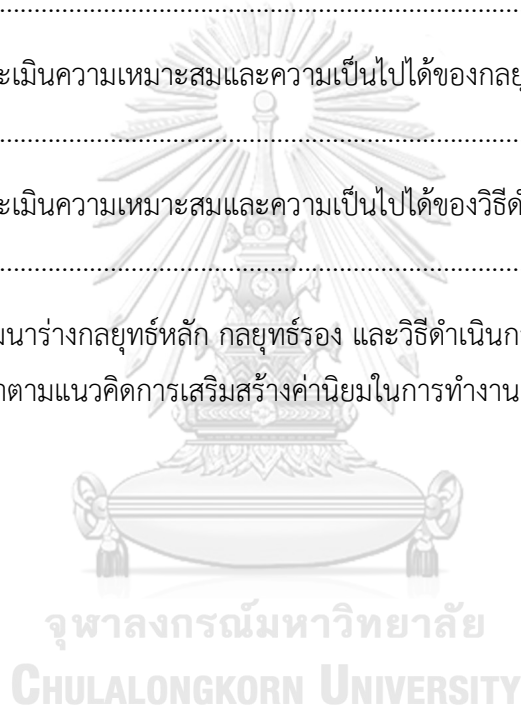 ....................................................................................
ะเมินความเหมาะสมและความเป็นไปได้ของกลยุ
....................................................................................
ะเมินความเหมาะสมและความเป็นไปได้ของวิธีดำ
....................................................................................
นาร่างกลยุทธ์หลัก กลยุทธ์รอง และวิธีดำเนินก
าตามแนวคิดการเสริมสร้างค่านิยมในการทำงาน
จุฬาลงกรณ์มหาวิทยาลัย
CHULALONGKORN UNIVERSITY